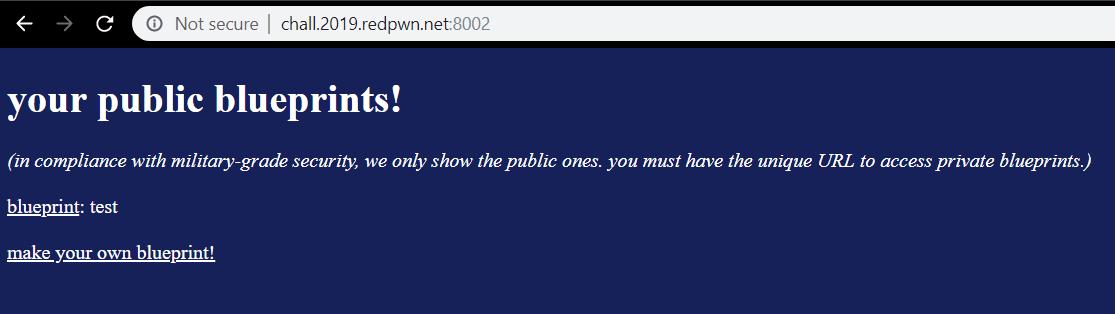 Not secure | chall.2019.redpwn.net:8002
your public blueprints!
(in compliance with military-grade security, we only show the public ones. you must have the unique URL to access private blueprints.)
blueprint: test
make your own blueprint!